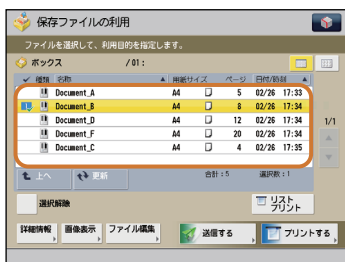 保存ファイルの利用
ファイルを選択して、利用目的を指定します。
ボックス /01:
✓ 種類 名称 ▲ 用紙サイズ ページ 日付/時刻 ▲
Document_A A4 5 02/26 17:33
1 Document_B A4 8 02/26 17:34
Document_D A4 12 02/26 17:34
Document_F A4 20 02/26 17:34
Document_C A4 4 02/26 17:35
1/1
上へ 更新 合計:5 選択数:1
選択解除 リストプリント
詳細情報 画像表示 ファイル編集 送信する プリントする